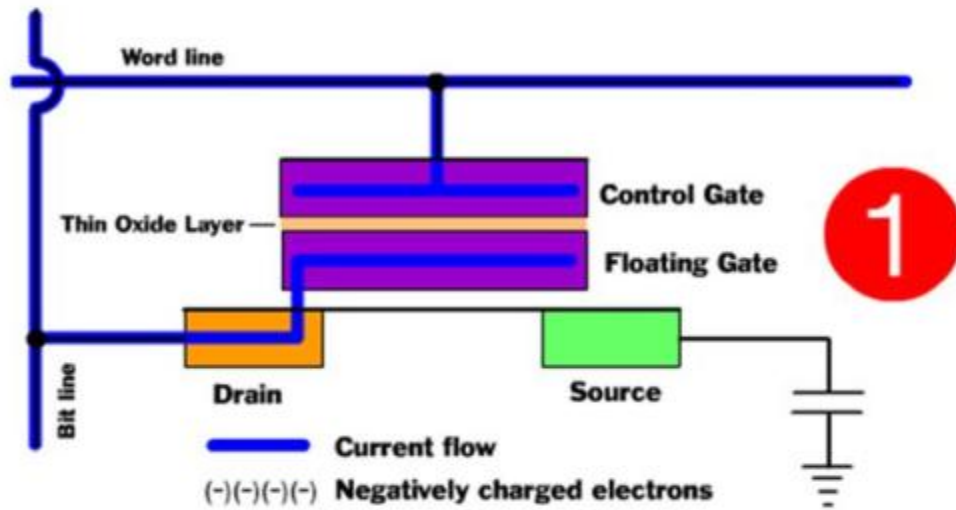 Word line
Control Gate
Thin Oxide Layer
Floating Gate
1
Drain
Source
Bit line
Current flow
(-)(-)(-)(-) Negatively charged electrons